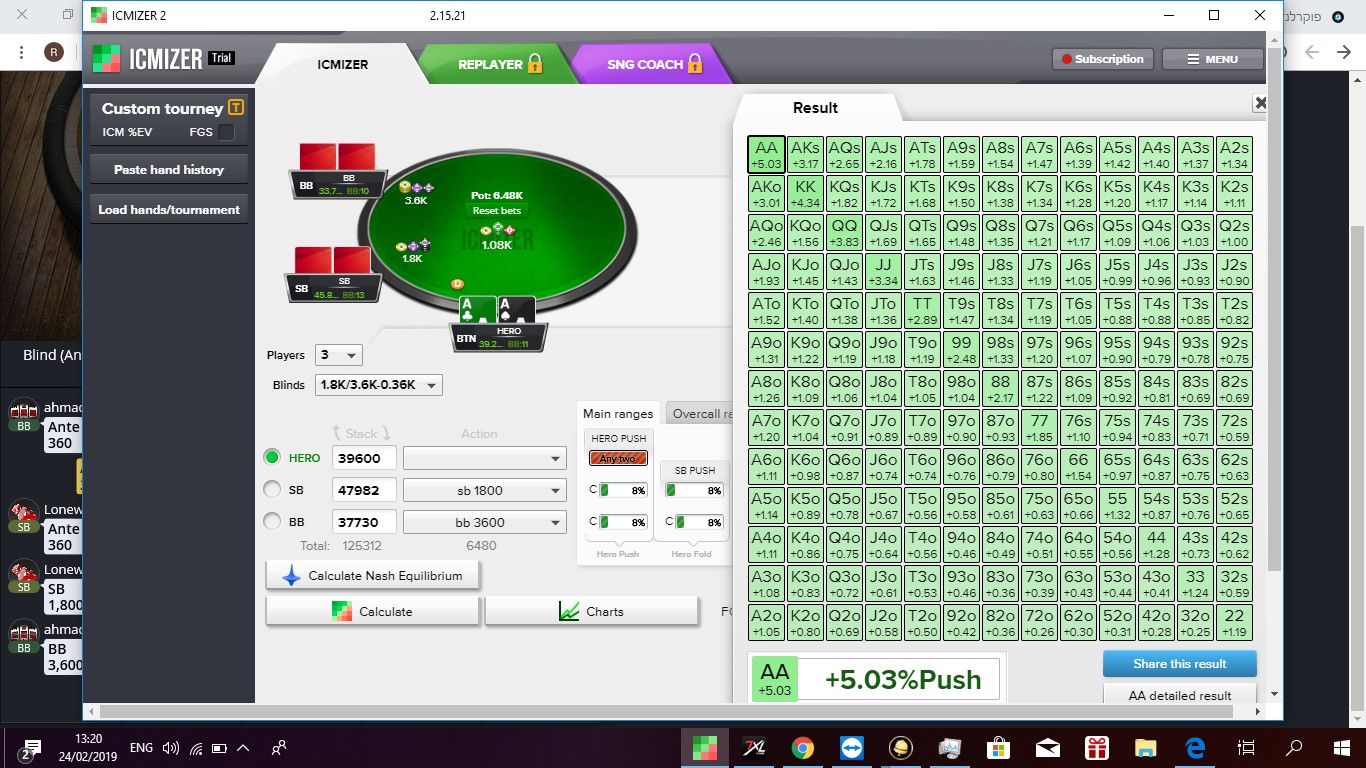 ICMIZER 2
2.15.21
פוקרלנ
R
ICMIZER Trial
ICMIZER
REPLAYER
SNG COACH
Subscription
MENU
Custom tourney T
ICM %EV FGS
Paste hand history
Load hands/tournament
BB
BB 33.7... BB:10
3.6K
Pot: 6.48K
Reset bets
1.08K
1.8K
SB
SB 45.8... BB:13
D
A A
HERO
BTN 39.2... BB:11
Players 3
Blinds 1.8K/3.6K-0.36K
Stack Action
HERO 39600
SB 47982 sb 1800
BB 37730 bb 3600
Total: 125312 6480
Calculate Nash Equilibrium
Calculate
Charts
Main ranges
Overcall ra
HERO PUSH
Any two
SB PUSH
C 8% 8%
C 8% C 8%
Hero Push Hero Fold
Result
AA AKs AQs AJs ATs A9s A8s A7s A6s A5s A4s A3s A2s
+5.03 +3.17 +2.65 +2.16 +1.78 +1.59 +1.54 +1.47 +1.39 +1.42 +1.40 +1.37 +1.34
AKo KK KQs KJs KTs K9s K8s K7s K6s K5s K4s K3s K2s
+3.01 +4.34 +1.82 +1.72 +1.68 +1.50 +1.38 +1.34 +1.28 +1.20 +1.17 +1.14 +1.11
AQo KQo QQ QJs QTs Q9s Q8s Q7s Q6s Q5s Q4s Q3s Q2s
+2.46 +1.56 +3.83 +1.69 +1.65 +1.48 +1.35 +1.21 +1.17 +1.09 +1.06 +1.03 +1.00
AJo KJo QJo JJ JTs J9s J8s J7s J6s J5s J4s J3s J2s
+1.93 +1.45 +1.43 +3.34 +1.63 +1.46 +1.33 +1.19 +1.05 +0.99 +0.96 +0.93 +0.90
ATo KTo QTo JTo TT T9s T8s T7s T6s T5s T4s T3s T2s
+1.52 +1.40 +1.38 +1.36 +2.89 +1.47 +1.34 +1.19 +1.05 +0.88 +0.88 +0.85 +0.82
A9o K9o Q9o J9o T9o 99 98s 97s 96s 95s 94s 93s 92s
+1.31 +1.22 +1.19 +1.18 +1.19 +2.48 +1.33 +1.20 +1.07 +0.90 +0.79 +0.78 +0.75
A8o K8o Q8o J8o T8o 98o 88 87s 86s 85s 84s 83s 82s
+1.26 +1.09 +1.06 +1.04 +1.05 +1.04 +2.17 +1.22 +1.09 +0.92 +0.81 +0.69 +0.69
A7o K7o Q7o J7o T7o 97o 87o 77 76s 75s 74s 73s 72s
+1.20 +1.04 +0.91 +0.89 +0.89 +0.90 +0.93 +1.85 +1.10 +0.94 +0.83 +0.71 +0.59
A6o K6o Q6o J6o T6o 96o 86o 76o 66 65s 64s 63s 62s
+1.11 +0.98 +0.87 +0.74 +0.74 +0.76 +0.79 +0.80 +1.54 +0.97 +0.87 +0.75 +0.63
A5o K5o Q5o J5o T5o 95o 85o 75o 65o 55 54s 53s 52s
+1.14 +0.89 +0.78 +0.67 +0.56 +0.58 +0.61 +0.63 +0.66 +1.32 +0.87 +0.76 +0.65
A4o K4o Q4o J4o T4o 94o 84o 74o 64o 54o 44 43s 42s
+1.11 +0.86 +0.75 +0.64 +0.56 +0.46 +0.49 +0.51 +0.55 +0.56 +1.28 +0.73 +0.62
A3o K3o Q3o J3o T3o 93o 83o 73o 63o 53o 43o 33 32s
+1.08 +0.83 +0.72 +0.61 +0.53 +0.46 +0.36 +0.39 +0.43 +0.44 +0.41 +1.24 +0.59
A2o K2o Q2o J2o T2o 92o 82o 72o 62o 52o 42o 32o 22
+1.05 +0.80 +0.69 +0.58 +0.50 +0.42 +0.36 +0.26 +0.30 +0.31 +0.28 +0.25 +1.19
AA
+5.03
+5.03%Push
Share this result
AA detailed result
Blind (An
ahmad
BB
Ante
360
Lonew
SB
Ante
360
Lonew
SB
SB
1,800
ahmad
BB
BB
3,600
2
13:20
24/02/2019
ENG
7XL